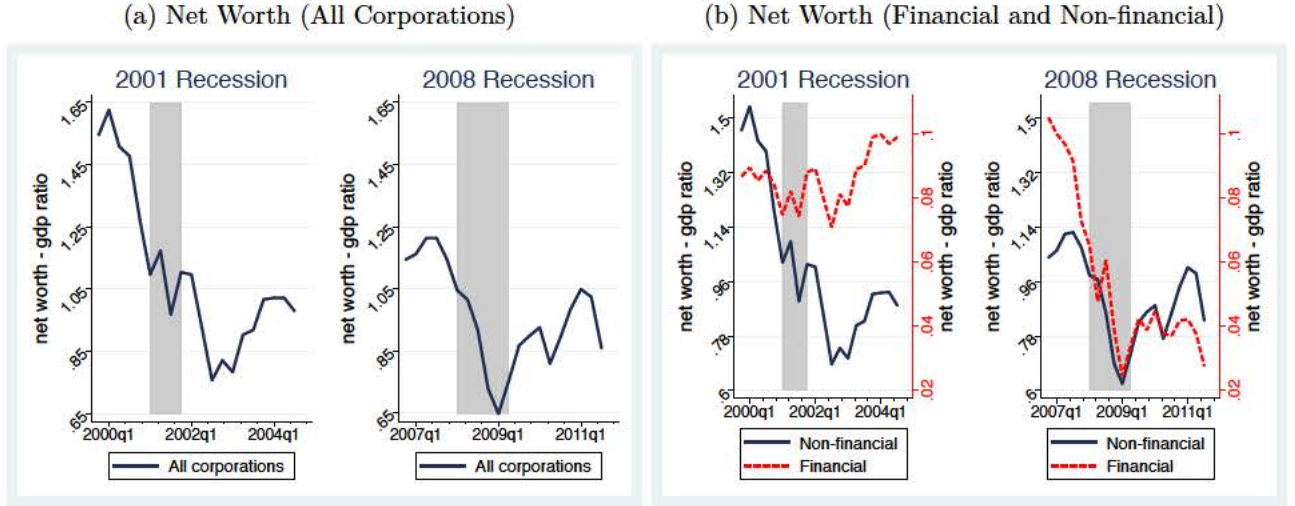 (a) Net Worth (All Corporations)
(b) Net Worth (Financial and Non-financial)
2001 Recession
net worth - gdp ratio
1.65
1.45
1.25
1.05
.85
.65
2000q1
2002q1
2004q1
All corporations
2008 Recession
net worth - gdp ratio
1.65
1.45
1.25
1.05
.85
.65
2007q1
2009q1
2011q1
All corporations
2001 Recession
net worth - gdp ratio
1.5
1.32
1.14
.96
.78
.6
.1
.08
.06
.04
.02
net worth - gdp ratio
2000q1
2002q1
2004q1
Non-financial
Financial
2008 Recession
net worth - gdp ratio
1.5
1.32
1.14
.96
.78
.6
.1
.08
.06
.04
.02
net worth - gdp ratio
2007q1
2009q1
2011q1
Non-financial
Financial